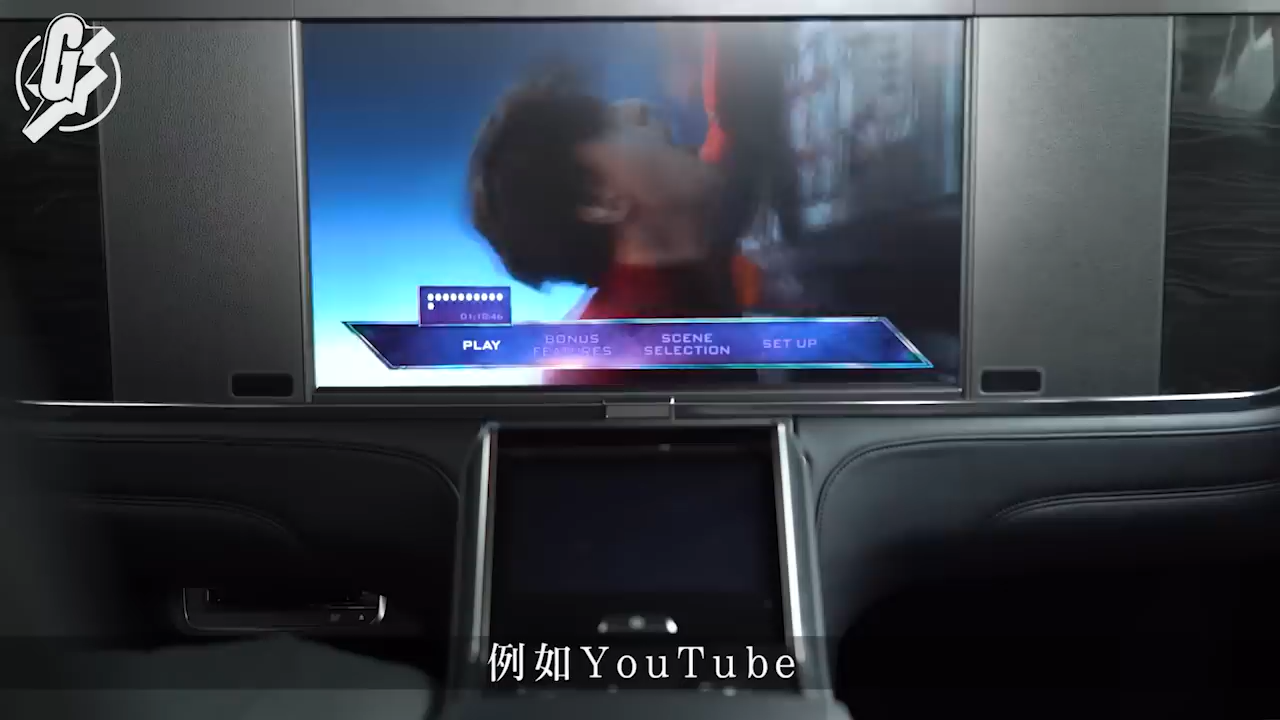 G
01:10:46
PLAY
BONUS
FEATURES
SCENE
SELECTION
SET UP
例如YouTube